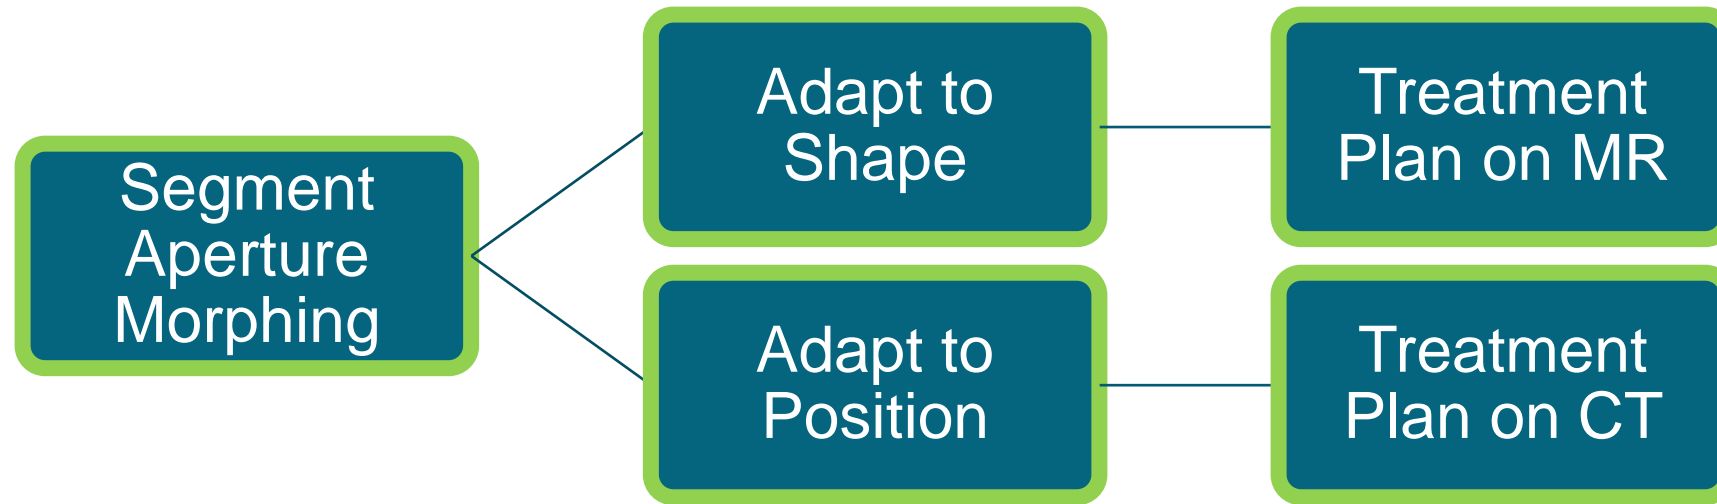 Segment
Aperture
Morphing
Adapt to
Shape
Treatment
Plan on MR
Adapt to
Position
Treatment
Plan on CT